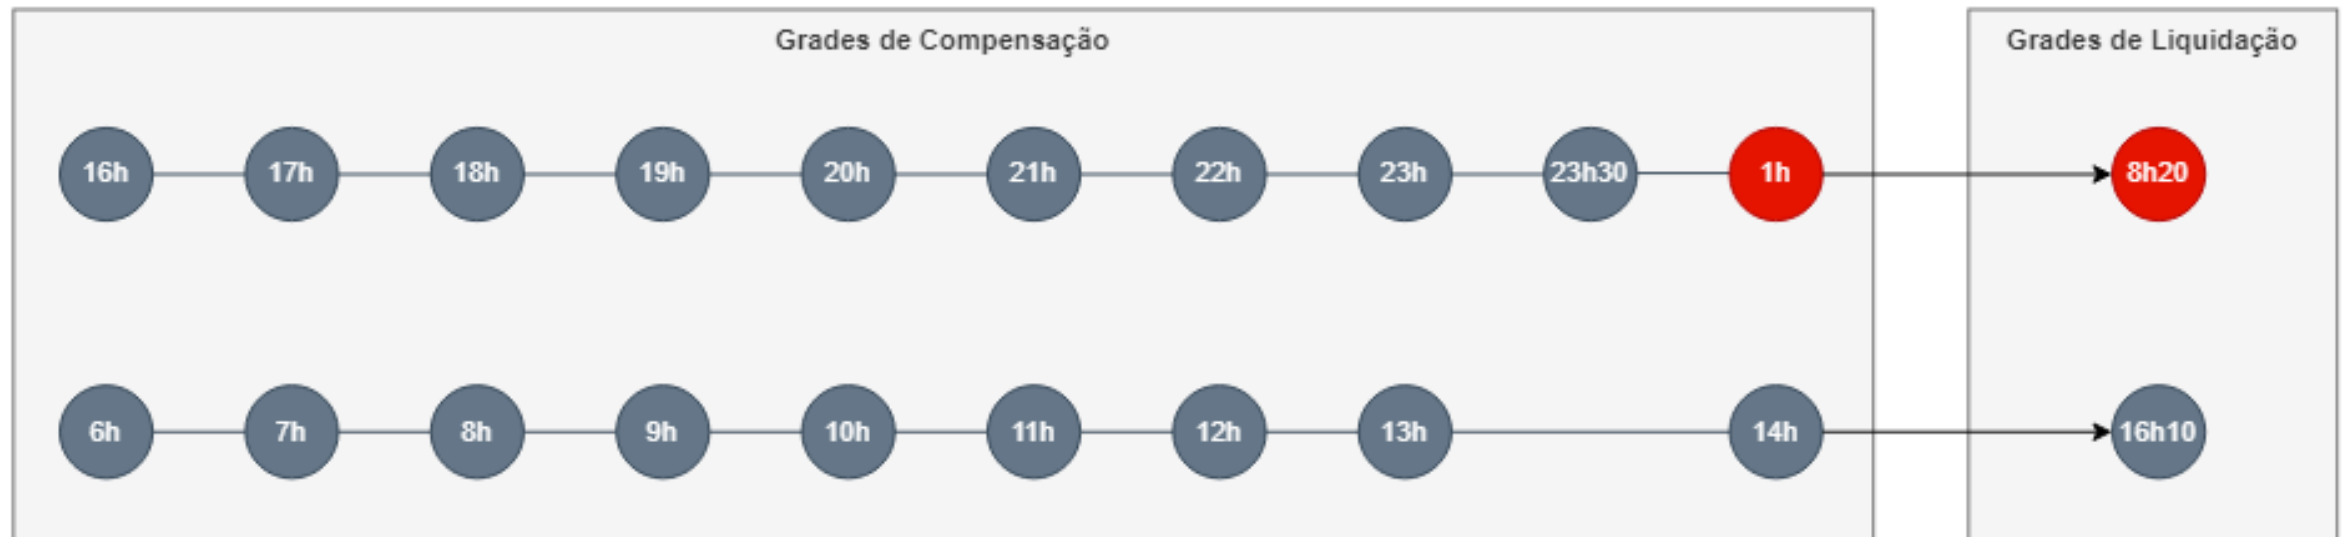 Grades de Compensação
Grades de Liquidação
16h 17h 18h 19h 20h 21h 22h 23h 23h30 1h 8h20
6h 7h 8h 9h 10h 11h 12h 13h 14h 16h10